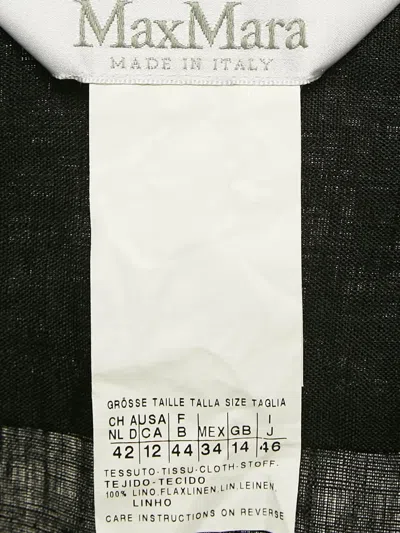 MaxMara
MADE IN ITALY
GRÖSSE TAILLE TALLA SIZE TAGLIA
CH AUSA F I
NL D CA B MEX GB J
42 12 44 34 14 46
TESSUTO-TISSU-CLOTH-STOFF.
TEJIDO-TECIDO
100% LINO,FLAX,LINEN,LIN,LEINEN,
LINHO
CARE INSTRUCTIONS ON REVERSE